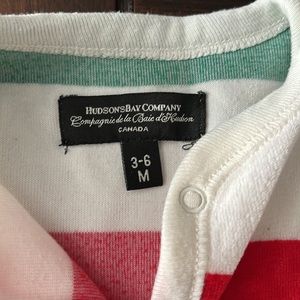 HUDSON'S BAY COMPANY
Compagnie de la Baie d'Hudson
CANADA
3-6
M